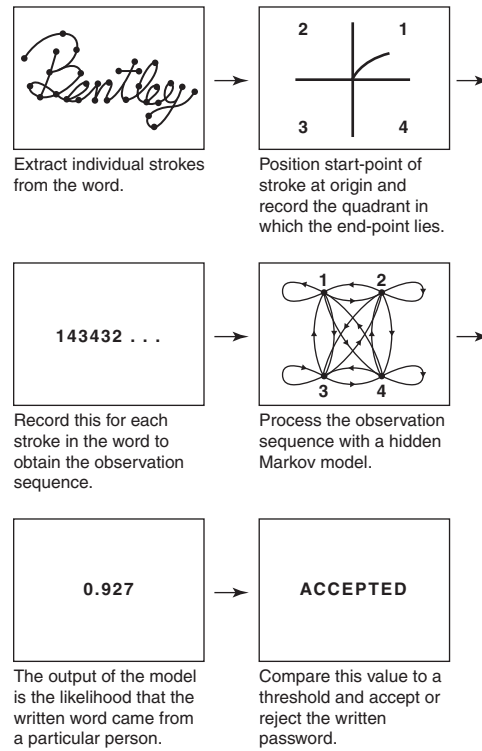 Bentley
Extract individual strokes
from the word.
2 1
3 4
Position start-point of
stroke at origin and
record the quadrant in
which the end-point lies.
143432 . . .
Record this for each
stroke in the word to
obtain the observation
sequence.
1 2
3 4
Process the observation
sequence with a hidden
Markov model.
0.927
The output of the model
is the likelihood that the
written word came from
a particular person.
ACCEPTED
Compare this value to a
threshold and accept or
reject the written
password.